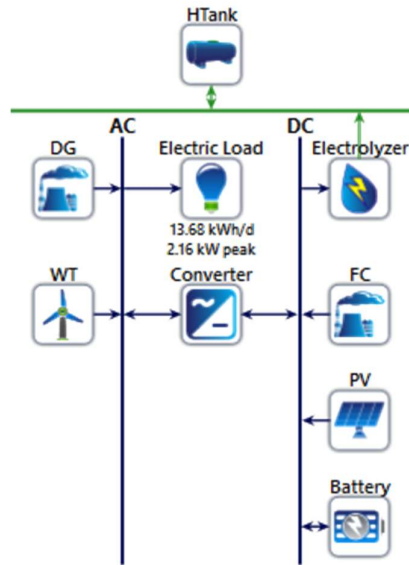 HTank
AC
DC
DG
Electric Load
Electrolyzer
13.68 kWh/d
2.16 kW peak
WT
Converter
FC
PV
Battery